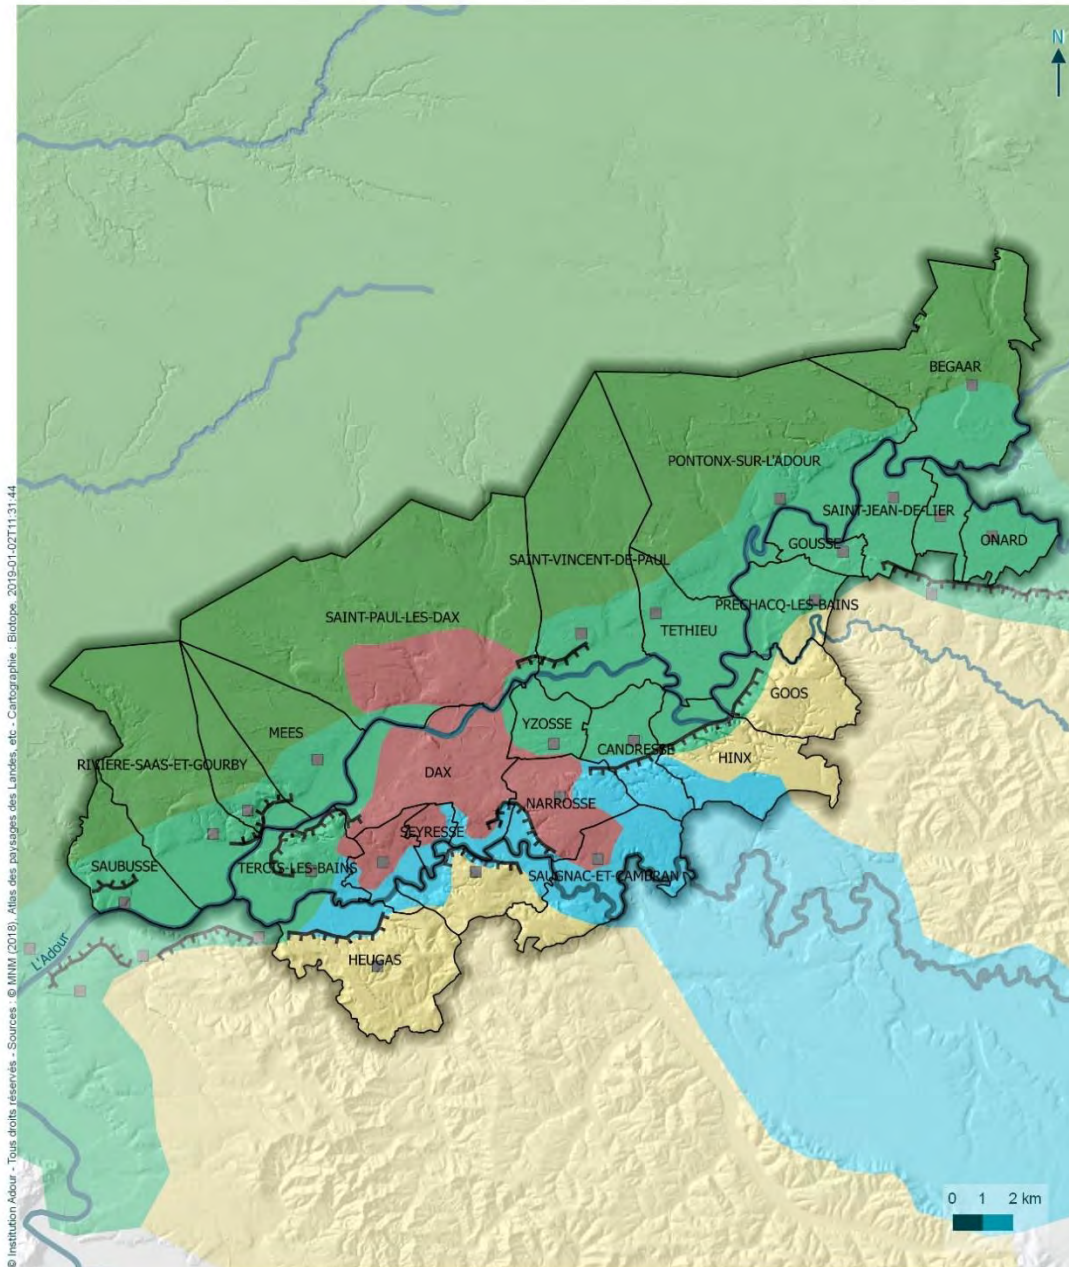 N
BEGAAR
PONTONX-SUR-L'ADOUR
SAINT-JEAN-DE-LIER
ONARD
GOUSSE
SAINT-VINCENT-DE-PAUL
PRECHACQ-LES-BAINS
SAINT-PAUL-LES-DAX
TETHIEU
GOOS
YZOSSE
MEES
CANDRESSE
HINX
RIVIERE-SAAS-ET-GOURBY
DAX
NARROSSE
SEYRESSE
SAUBUSSE
TERCIS-LES-BAINS
SAUGNAC-ET-CAMBRAN
L'Adour
HEUGAS
0 1 2 km
© Institution Adour - Tous droits réservés - Sources : © MNM (2018), Atlas des paysages des Landes, etc - Cartographie : Biotope, 2019-01-02T11:31:44